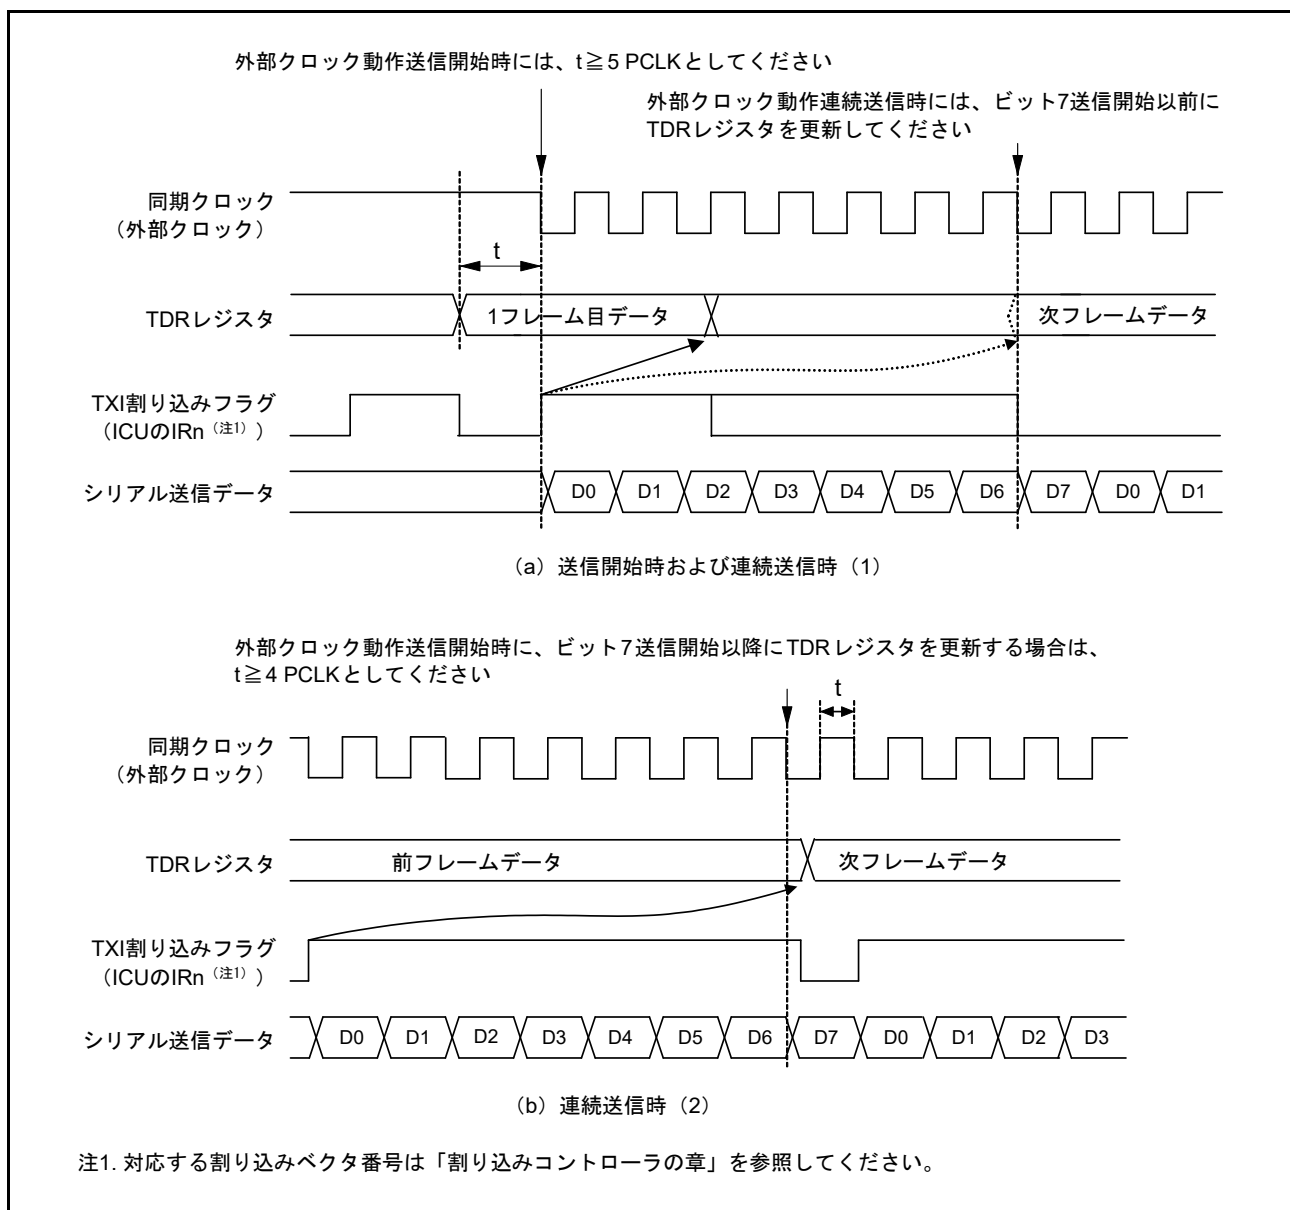 外部クロック動作送信開始時には、t≧5 PCLKとしてください
外部クロック動作連続送信時には、ビット7送信開始以前に
TDRレジスタを更新してください
同期クロック
（外部クロック）
t
TDRレジスタ
1フレーム目データ
次フレームデータ
TXI割り込みフラグ
（ICUのIRn（注1））
シリアル送信データ
D0 D1 D2 D3 D4 D5 D6 D7 D0 D1
（a）送信開始時および連続送信時（1）
外部クロック動作送信開始時に、ビット7送信開始以降にTDRレジスタを更新する場合は、
t≧4 PCLKとしてください
t
同期クロック
（外部クロック）
TDRレジスタ
前フレームデータ
次フレームデータ
TXI割り込みフラグ
（ICUのIRn（注1））
シリアル送信データ
D0 D1 D2 D3 D4 D5 D6 D7 D0 D1 D2 D3
（b）連続送信時（2）
注1. 対応する割り込みベクタ番号は「割り込みコントローラの章」を参照してください。